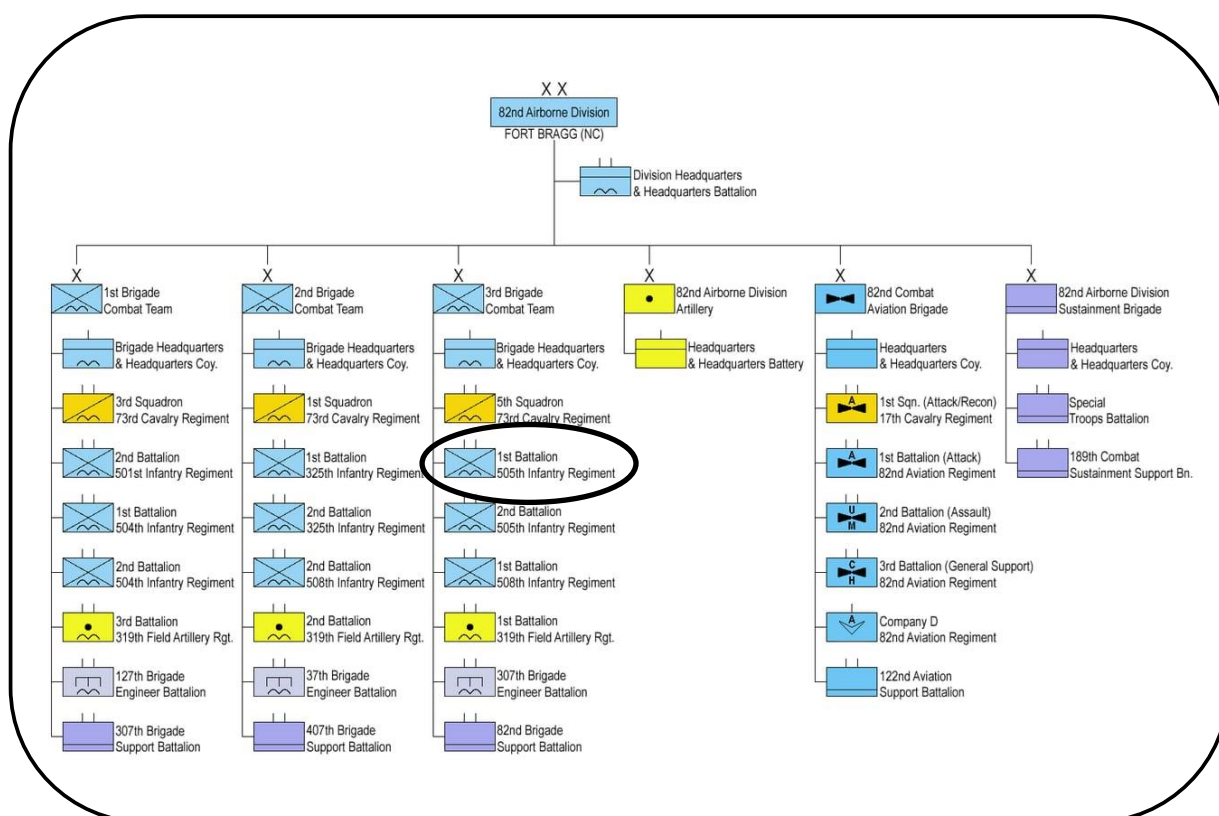 X X
82nd Airborne Division
FORT BRAGG (NC)
Division Headquarters
& Headquarters Battalion
X
1st Brigade
Combat Team
Brigade Headquarters
& Headquarters Coy.
3rd Squadron
73rd Cavalry Regiment
2nd Battalion
501st Infantry Regiment
1st Battalion
504th Infantry Regiment
2nd Battalion
504th Infantry Regiment
3rd Battalion
319th Field Artillery Rgt.
127th Brigade
Engineer Battalion
307th Brigade
Support Battalion
X
2nd Brigade
Combat Team
Brigade Headquarters
& Headquarters Coy.
1st Squadron
73rd Cavalry Regiment
1st Battalion
325th Infantry Regiment
2nd Battalion
325th Infantry Regiment
2nd Battalion
508th Infantry Regiment
2nd Battalion
319th Field Artillery Rgt.
37th Brigade
Engineer Battalion
407th Brigade
Support Battalion
X
3rd Brigade
Combat Team
Brigade Headquarters
& Headquarters Coy.
5th Squadron
73rd Cavalry Regiment
1st Battalion
505th Infantry Regiment
2nd Battalion
505th Infantry Regiment
1st Battalion
508th Infantry Regiment
1st Battalion
319th Field Artillery Rgt.
307th Brigade
Engineer Battalion
82nd Brigade
Support Battalion
X
82nd Airborne Division
Artillery
Headquarters
& Headquarters Battery
X
82nd Combat
Aviation Brigade
Headquarters
& Headquarters Coy.
A
1st Sqn. (Attack/Recon)
17th Cavalry Regiment
A
1st Battalion (Attack)
82nd Aviation Regiment
U
M
2nd Battalion (Assault)
82nd Aviation Regiment
C
H
3rd Battalion (General Support)
82nd Aviation Regiment
A
Company D
82nd Aviation Regiment
122nd Aviation
Support Battalion
X
82nd Airborne Division
Sustainment Brigade
Headquarters
& Headquarters Coy.
Special
Troops Battalion
189th Combat
Sustainment Support Bn.